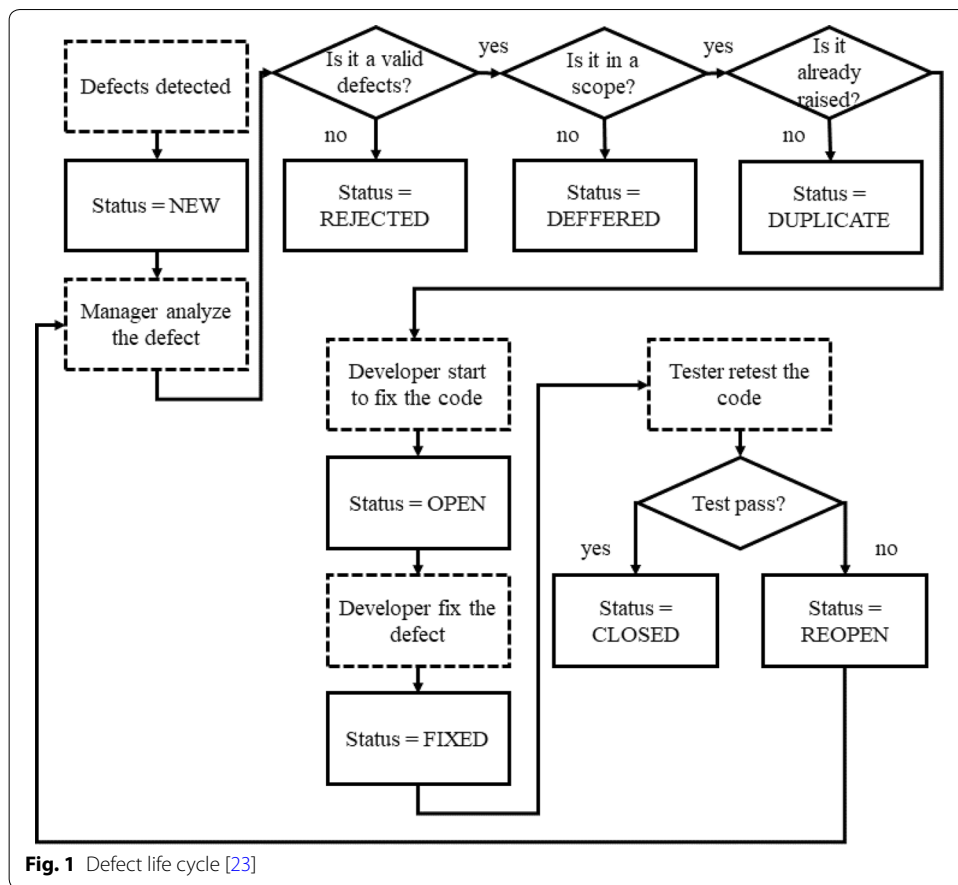 Defects detected
Status = NEW
Manager analyze
the defect
Is it a valid
defects?
yes
no
Status =
REJECTED
Is it in a
scope?
yes
no
Status =
DEFFERED
Is it
already
raised?
no
Status =
DUPLICATE
Developer start
to fix the code
Status = OPEN
Developer fix the
defect
Status = FIXED
Tester retest the
code
Test pass?
yes
no
Status =
CLOSED
Status =
REOPEN
Fig. 1 Defect life cycle [23]